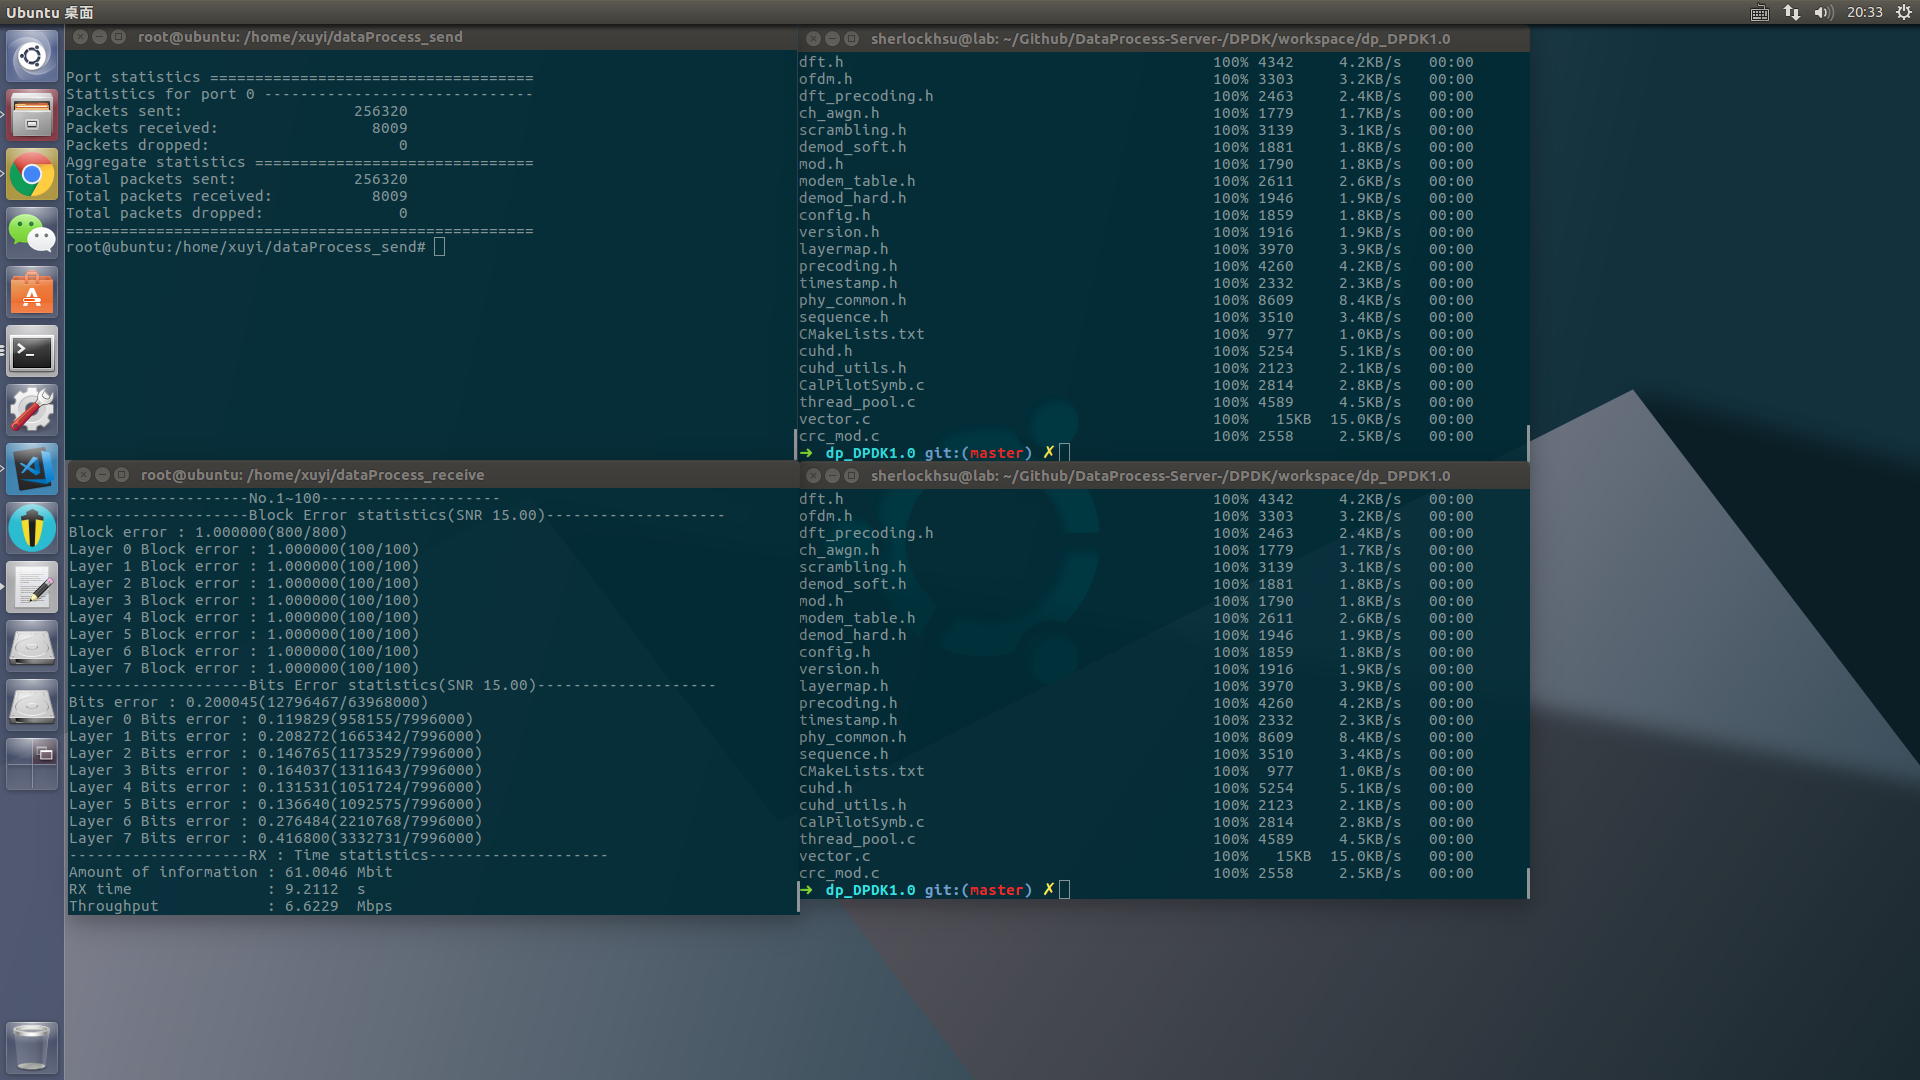 Ubuntu 桌面
20:33
root@ubuntu: /home/xuyi/dataProcess_send
Port statistics ====================================
Statistics for port 0 ------------------------------
Packets sent: 256320
Packets received: 8009
Packets dropped: 0
Aggregate statistics ===============================
Total packets sent: 256320
Total packets received: 8009
Total packets dropped: 0
====================================================
root@ubuntu:/home/xuyi/dataProcess_send#
sherlockhsu@lab: ~/Github/DataProcess-Server-/DPDK/workspace/dp_DPDK1.0
dft.h 100% 4342 4.2KB/s 00:00
ofdm.h 100% 3303 3.2KB/s 00:00
dft_precoding.h 100% 2463 2.4KB/s 00:00
ch_awgn.h 100% 1779 1.7KB/s 00:00
scrambling.h 100% 3139 3.1KB/s 00:00
demod_soft.h 100% 1881 1.8KB/s 00:00
mod.h 100% 1790 1.8KB/s 00:00
modem_table.h 100% 2611 2.6KB/s 00:00
demod_hard.h 100% 1946 1.9KB/s 00:00
config.h 100% 1859 1.8KB/s 00:00
version.h 100% 1916 1.9KB/s 00:00
layermap.h 100% 3970 3.9KB/s 00:00
precoding.h 100% 4260 4.2KB/s 00:00
timestamp.h 100% 2332 2.3KB/s 00:00
phy_common.h 100% 8609 8.4KB/s 00:00
sequence.h 100% 3510 3.4KB/s 00:00
CMakeLists.txt 100% 977 1.0KB/s 00:00
cuhd.h 100% 5254 5.1KB/s 00:00
cuhd_utils.h 100% 2123 2.1KB/s 00:00
CalPilotSymb.c 100% 2814 2.8KB/s 00:00
thread_pool.c 100% 4589 4.5KB/s 00:00
vector.c 100% 15KB 15.0KB/s 00:00
crc_mod.c 100% 2558 2.5KB/s 00:00
➜ dp_DPDK1.0 git:(master) ✗
root@ubuntu: /home/xuyi/dataProcess_receive
--------------------No.1~100--------------------
--------------------Block Error statistics(SNR 15.00)--------------------
Block error : 1.000000(800/800)
Layer 0 Block error : 1.000000(100/100)
Layer 1 Block error : 1.000000(100/100)
Layer 2 Block error : 1.000000(100/100)
Layer 3 Block error : 1.000000(100/100)
Layer 4 Block error : 1.000000(100/100)
Layer 5 Block error : 1.000000(100/100)
Layer 6 Block error : 1.000000(100/100)
Layer 7 Block error : 1.000000(100/100)
--------------------Bits Error statistics(SNR 15.00)--------------------
Bits error : 0.200045(12796467/63968000)
Layer 0 Bits error : 0.119829(958155/7996000)
Layer 1 Bits error : 0.208272(1665342/7996000)
Layer 2 Bits error : 0.146765(1173529/7996000)
Layer 3 Bits error : 0.164037(1311643/7996000)
Layer 4 Bits error : 0.131531(1051724/7996000)
Layer 5 Bits error : 0.136640(1092575/7996000)
Layer 6 Bits error : 0.276484(2210768/7996000)
Layer 7 Bits error : 0.416800(3332731/7996000)
--------------------RX : Time statistics--------------------
Amount of information : 61.0046 Mbit
RX time : 9.2112 s
Throughput : 6.6229 Mbps
sherlockhsu@lab: ~/Github/DataProcess-Server-/DPDK/workspace/dp_DPDK1.0
dft.h 100% 4342 4.2KB/s 00:00
ofdm.h 100% 3303 3.2KB/s 00:00
dft_precoding.h 100% 2463 2.4KB/s 00:00
ch_awgn.h 100% 1779 1.7KB/s 00:00
scrambling.h 100% 3139 3.1KB/s 00:00
demod_soft.h 100% 1881 1.8KB/s 00:00
mod.h 100% 1790 1.8KB/s 00:00
modem_table.h 100% 2611 2.6KB/s 00:00
demod_hard.h 100% 1946 1.9KB/s 00:00
config.h 100% 1859 1.8KB/s 00:00
version.h 100% 1916 1.9KB/s 00:00
layermap.h 100% 3970 3.9KB/s 00:00
precoding.h 100% 4260 4.2KB/s 00:00
timestamp.h 100% 2332 2.3KB/s 00:00
phy_common.h 100% 8609 8.4KB/s 00:00
sequence.h 100% 3510 3.4KB/s 00:00
CMakeLists.txt 100% 977 1.0KB/s 00:00
cuhd.h 100% 5254 5.1KB/s 00:00
cuhd_utils.h 100% 2123 2.1KB/s 00:00
CalPilotSymb.c 100% 2814 2.8KB/s 00:00
thread_pool.c 100% 4589 4.5KB/s 00:00
vector.c 100% 15KB 15.0KB/s 00:00
crc_mod.c 100% 2558 2.5KB/s 00:00
➜ dp_DPDK1.0 git:(master) ✗